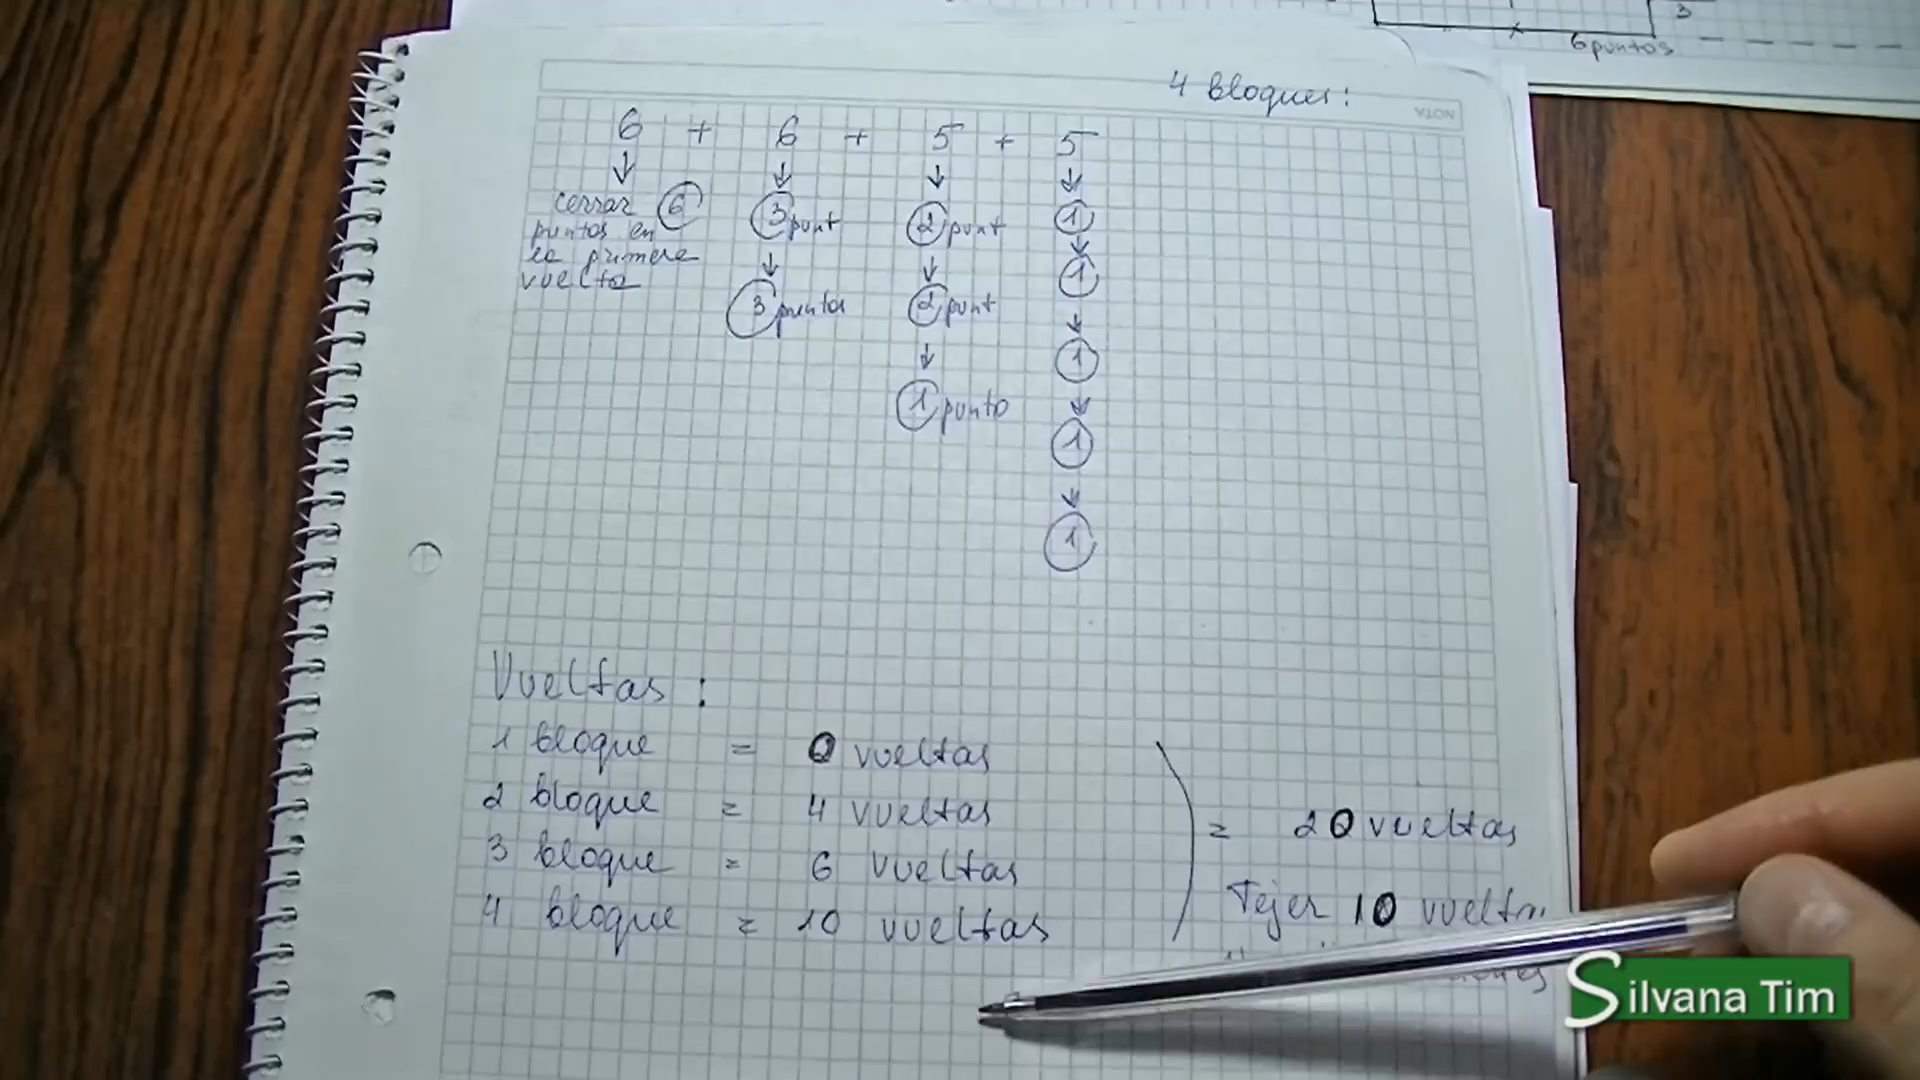 3
6 puntos
4 bloques:
NOTA
6 + 6 + 5 + 5
cerrar 6
puntos en
la primera
vuelta
3 punt
3 puntos
2 punt
2 punt
1 punto
1
1
1
1
1
Vueltas :
1 bloque = 0 vueltas
2 bloque = 4 vueltas
3 bloque = 6 vueltas
4 bloque = 10 vueltas
= 20 vueltas
Tejer 10
Silvana Tim